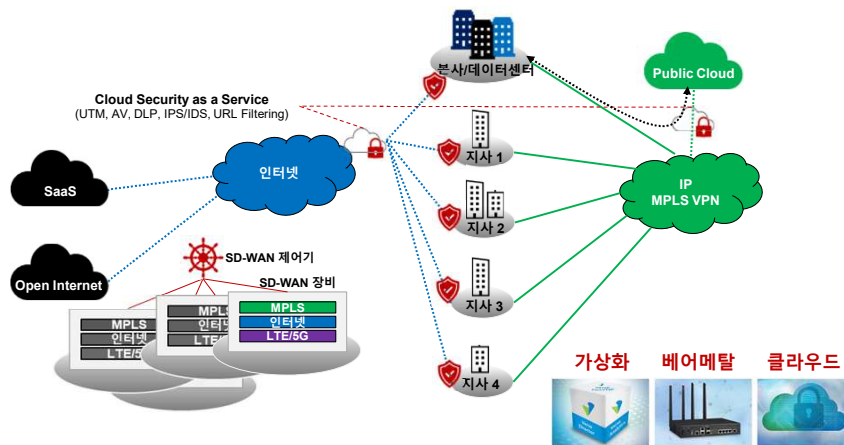 본사/데이터센터
Public Cloud
Cloud Security as a Service
(UTM, AV, DLP, IPS/IDS, URL Filtering)
지사 1
인터넷
SaaS
IP
MPLS VPN
지사 2
SD-WAN 제어기
Open Internet
SD-WAN 장비
지사 3
MPLS
인터넷
LTE/5G
MPLS
인터넷
LTE/5G
MPLS
인터넷
LTE/5G
지사 4
가상화
베어메탈
클라우드